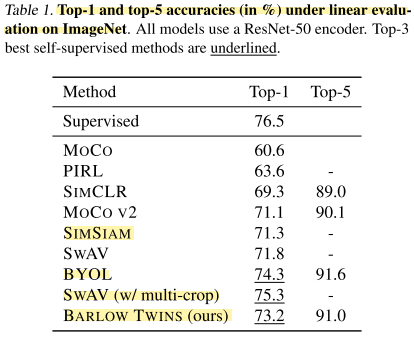 Table 1. Top-1 and top-5 accuracies (in %) under linear evalu-
ation on ImageNet. All models use a ResNet-50 encoder. Top-3
best self-supervised methods are underlined.
Method Top-1 Top-5
Supervised 76.5
MOCO 60.6
PIRL 63.6 -
SIMCLR 69.3 89.0
MOCO V2 71.1 90.1
SIMSIAM 71.3 -
SWAV 71.8 -
BYOL 74.3 91.6
SWAV (w/ multi-crop) 75.3 -
BARLOW TWINS (ours) 73.2 91.0